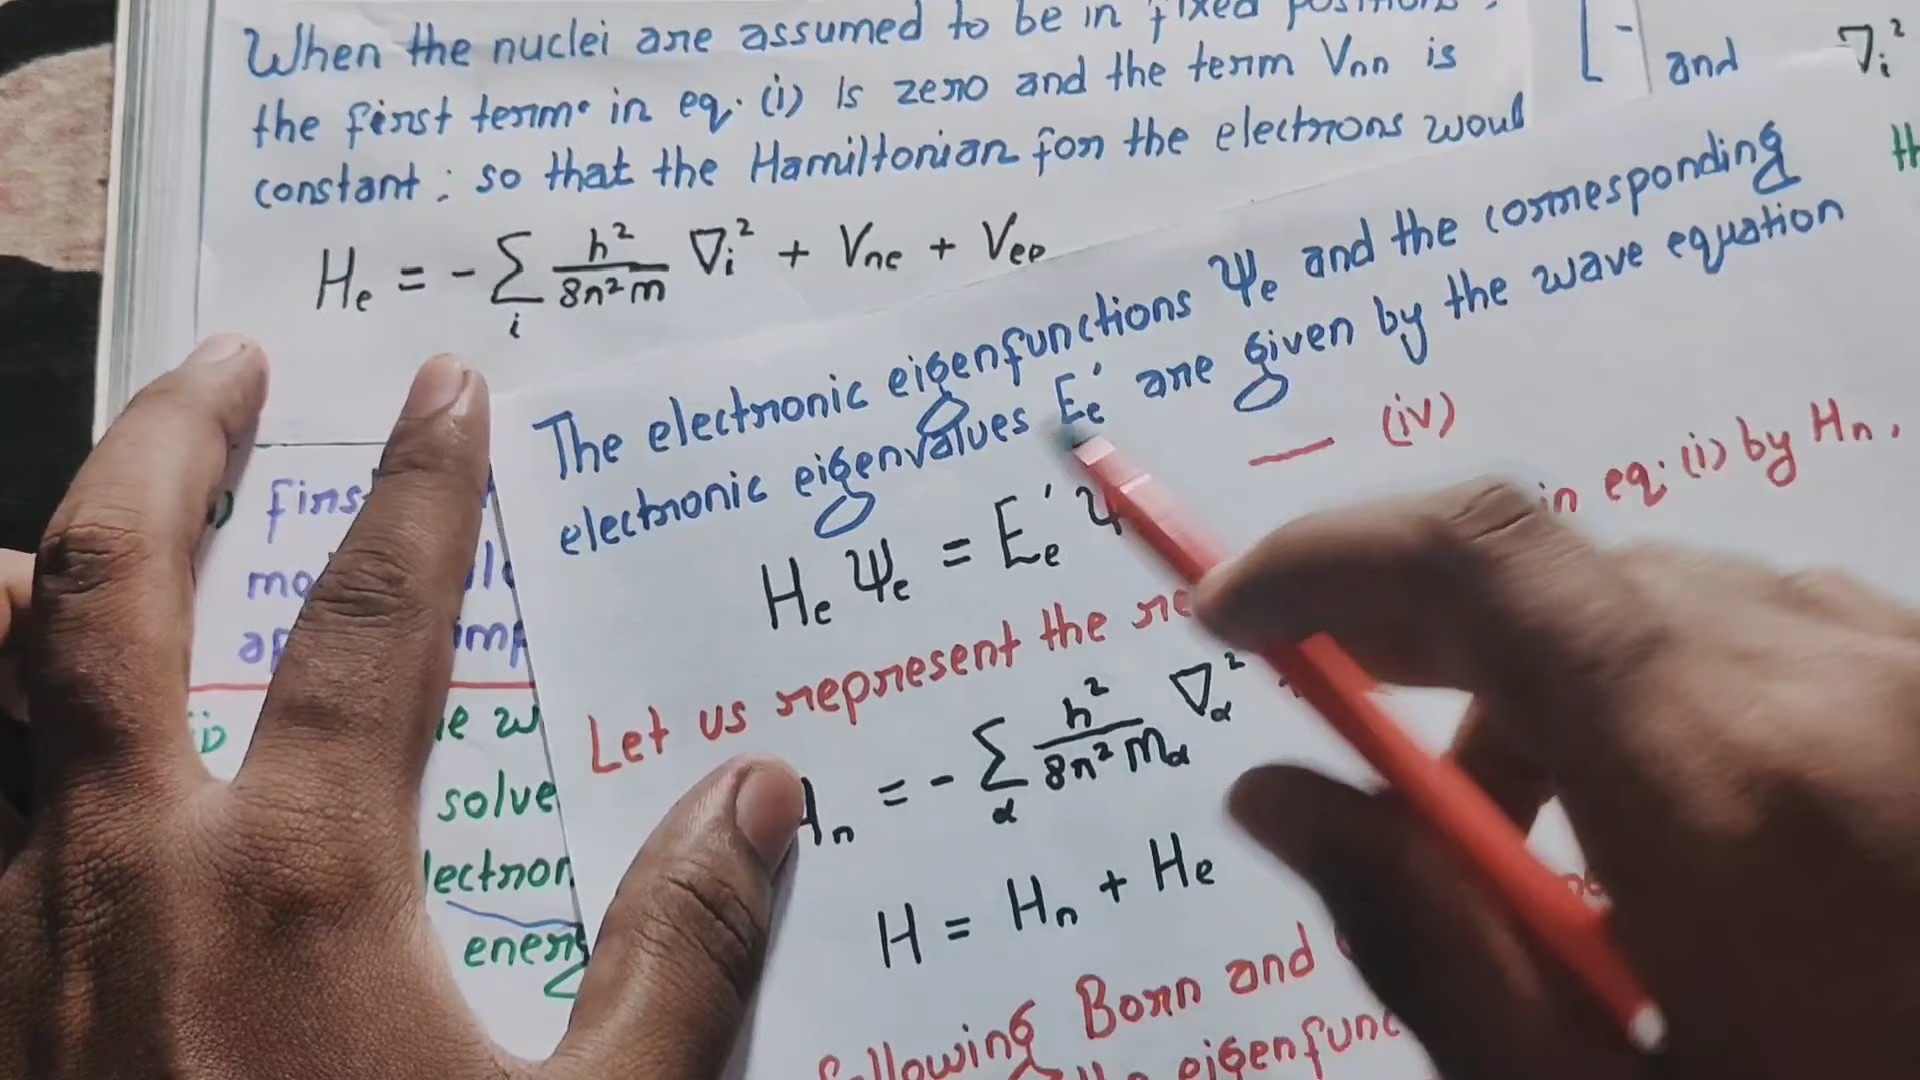 When the nuclei are assumed to be in fixed positions.
the first term in eq. (i) is zero and the term Vnn is
constant; so that the Hamiltonian for the electrons woul
He = - Σi h²/8π²m ∇i² + Vne + Vee
and ∇i²
The electronic eigenfunctions Ψe and the corresponding
electronic eigenvalues Ee' are given by the wave equation
He Ψe = Ee' Ψ — (iv)
Let us represent the in eq. (i) by Hn,
Hn = - Σα h²/8π²mα ∇α²
H = Hn + He
following Born and
eigenfunc
solve
lectron
energ